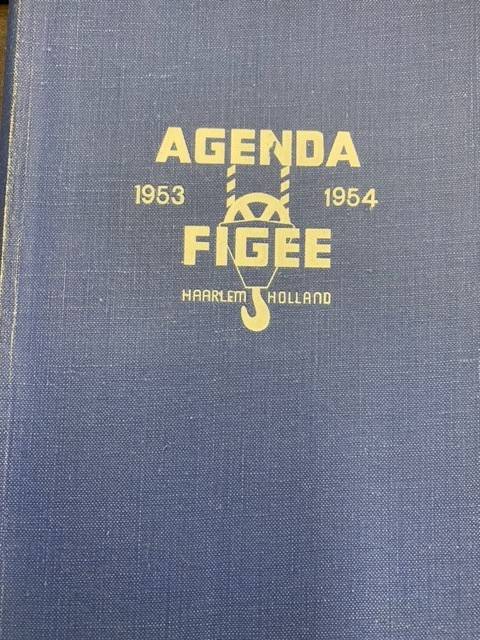 AGENDA
1953 1954
FIGEE
HAARLEM HOLLAND